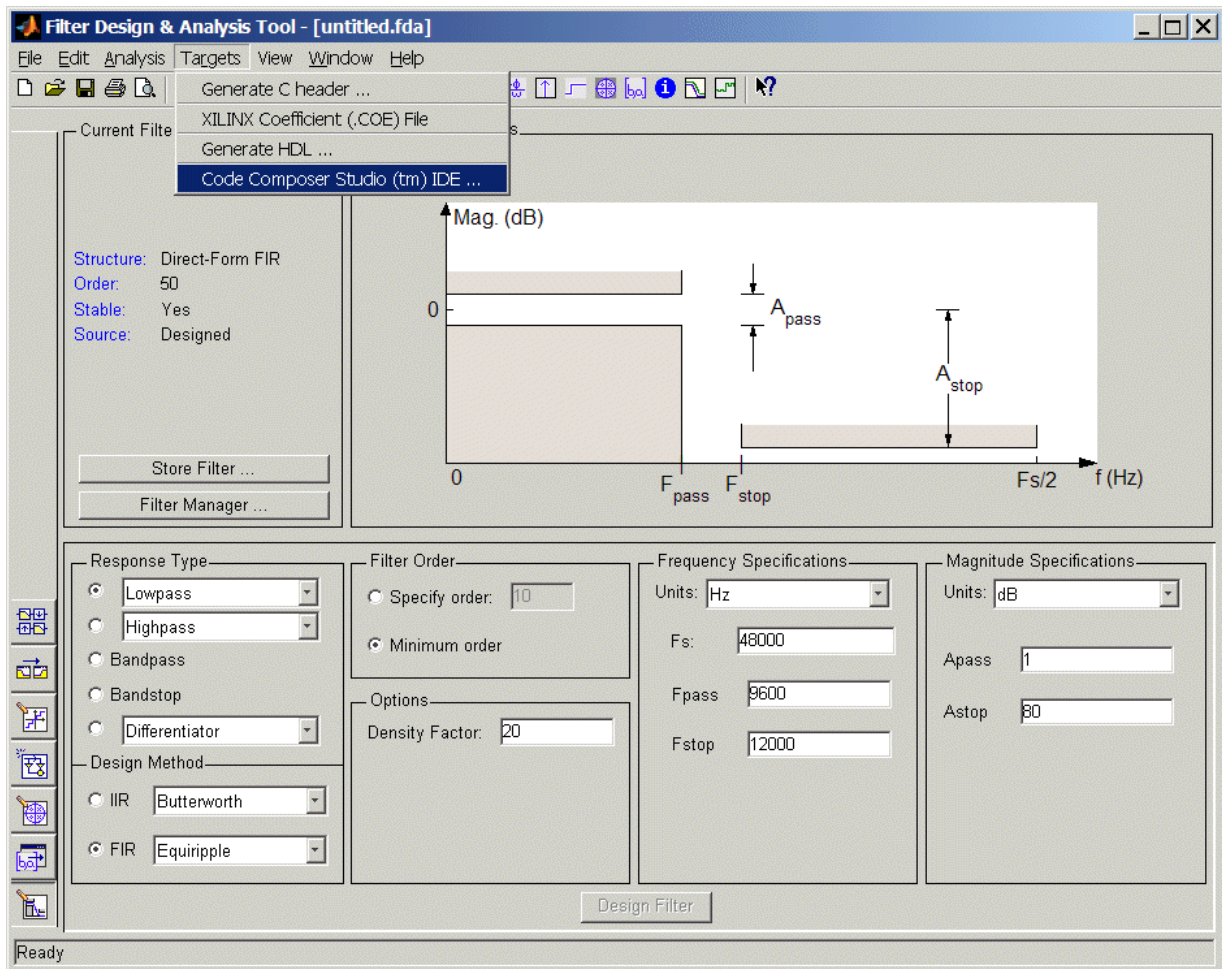 Filter Design & Analysis Tool - [untitled.fda]
File Edit Analysis Targets View Window Help
Generate C header ...
XILINX Coefficient (.COE) File
Generate HDL ...
Code Composer Studio (tm) IDE ...
Current Filte
s
Structure: Direct-Form FIR
Order: 50
Stable: Yes
Source: Designed
Store Filter ...
Filter Manager ...
Mag. (dB)
0
A pass
A stop
0
F pass
F stop
Fs/2
f (Hz)
Response Type
Lowpass
Highpass
Bandpass
Bandstop
Differentiator
Design Method
IIR Butterworth
FIR Equiripple
Filter Order
Specify order: 10
Minimum order
Options
Density Factor: 20
Frequency Specifications
Units: Hz
Fs: 48000
Fpass 9600
Fstop 12000
Magnitude Specifications
Units: dB
Apass 1
Astop 80
Design Filter
Ready